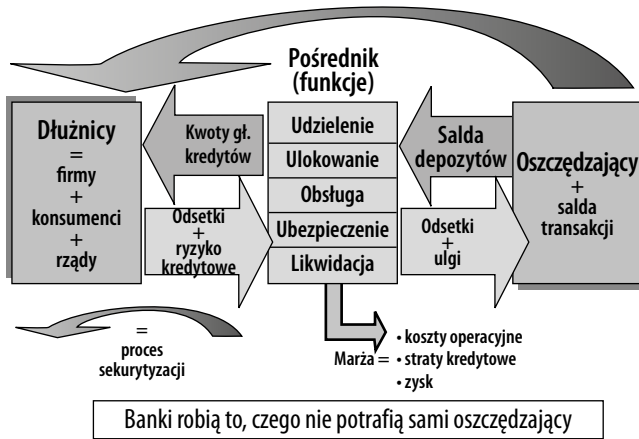 Pośrednik
(funkcje)
Dłużnicy
=
firmy
+
konsumenci
+
rządy
Kwoty gł.
kredytów
Odsetki
+
ryzyko
kredytowe
Udzielenie
Ulokowanie
Obsługa
Ubezpieczenie
Likwidacja
Salda
depozytów
Odsetki
+
ulgi
Oszczędzający
+
salda
transakcji
=
proces
sekurytyzacji
Marża =
• koszty operacyjne
• straty kredytowe
• zysk
Banki robią to, czego nie potrafią sami oszczędzający